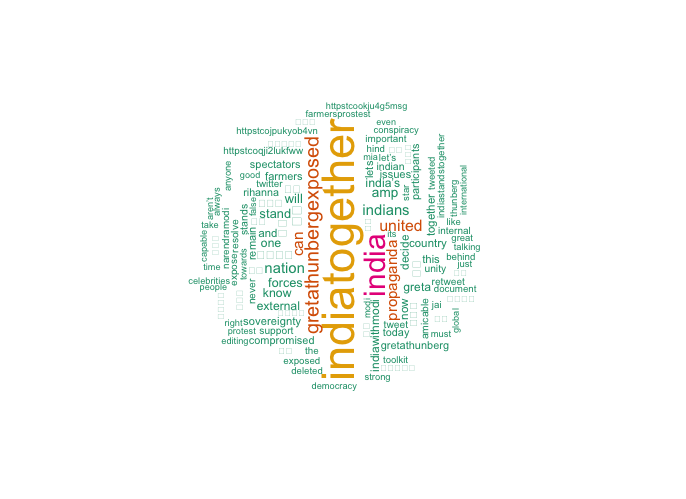 httpstcookju4g5msg
farmersprostest
httpstcojpukyob4vn
even
conspiracy
important
httpstcoqji2lukfww
hind
mia
let's
spectators
lets
indian
issues
good
farmers
india's
twitter
amp
rihanna
will
star
participants
tweeted
indiastandstogether
thunberg
international
anyone
always
aren't
take
capable
time
celebrities
people
narendramodi
expose
resolve
stands
towards
false
remain
never
stand
and
one
can
gretathunbergexposed
indiatogether
india
indians
united
together
like
internal
great
country
talking
behind
this
just
unity
decide
its
propaganda
nation
forces
know
external
greta
retweet
document
now
modi
indiawithmodi
jai
global
amicable
must
tweet
today
right
sovereignty
protest
support
editing
compromised
the
exposed
deleted
gretathunberg
toolkit
strong
democracy